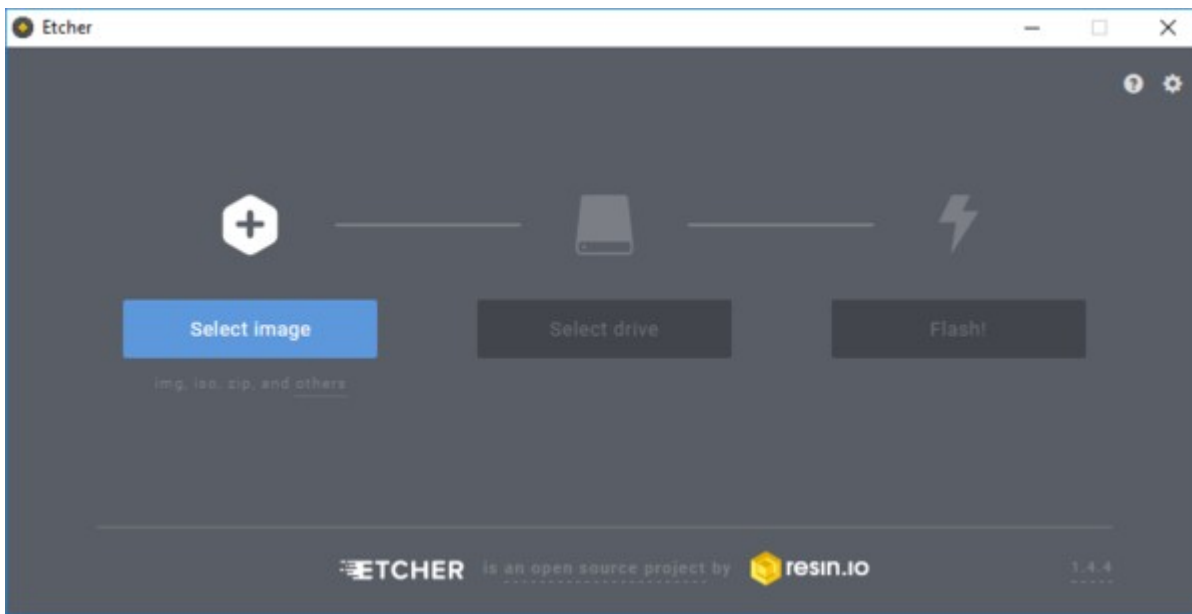 Etcher
Select image
Select drive
Flash!
img, iso, zip, and others
ETCHER is an open source project by resin.io
1.4.4